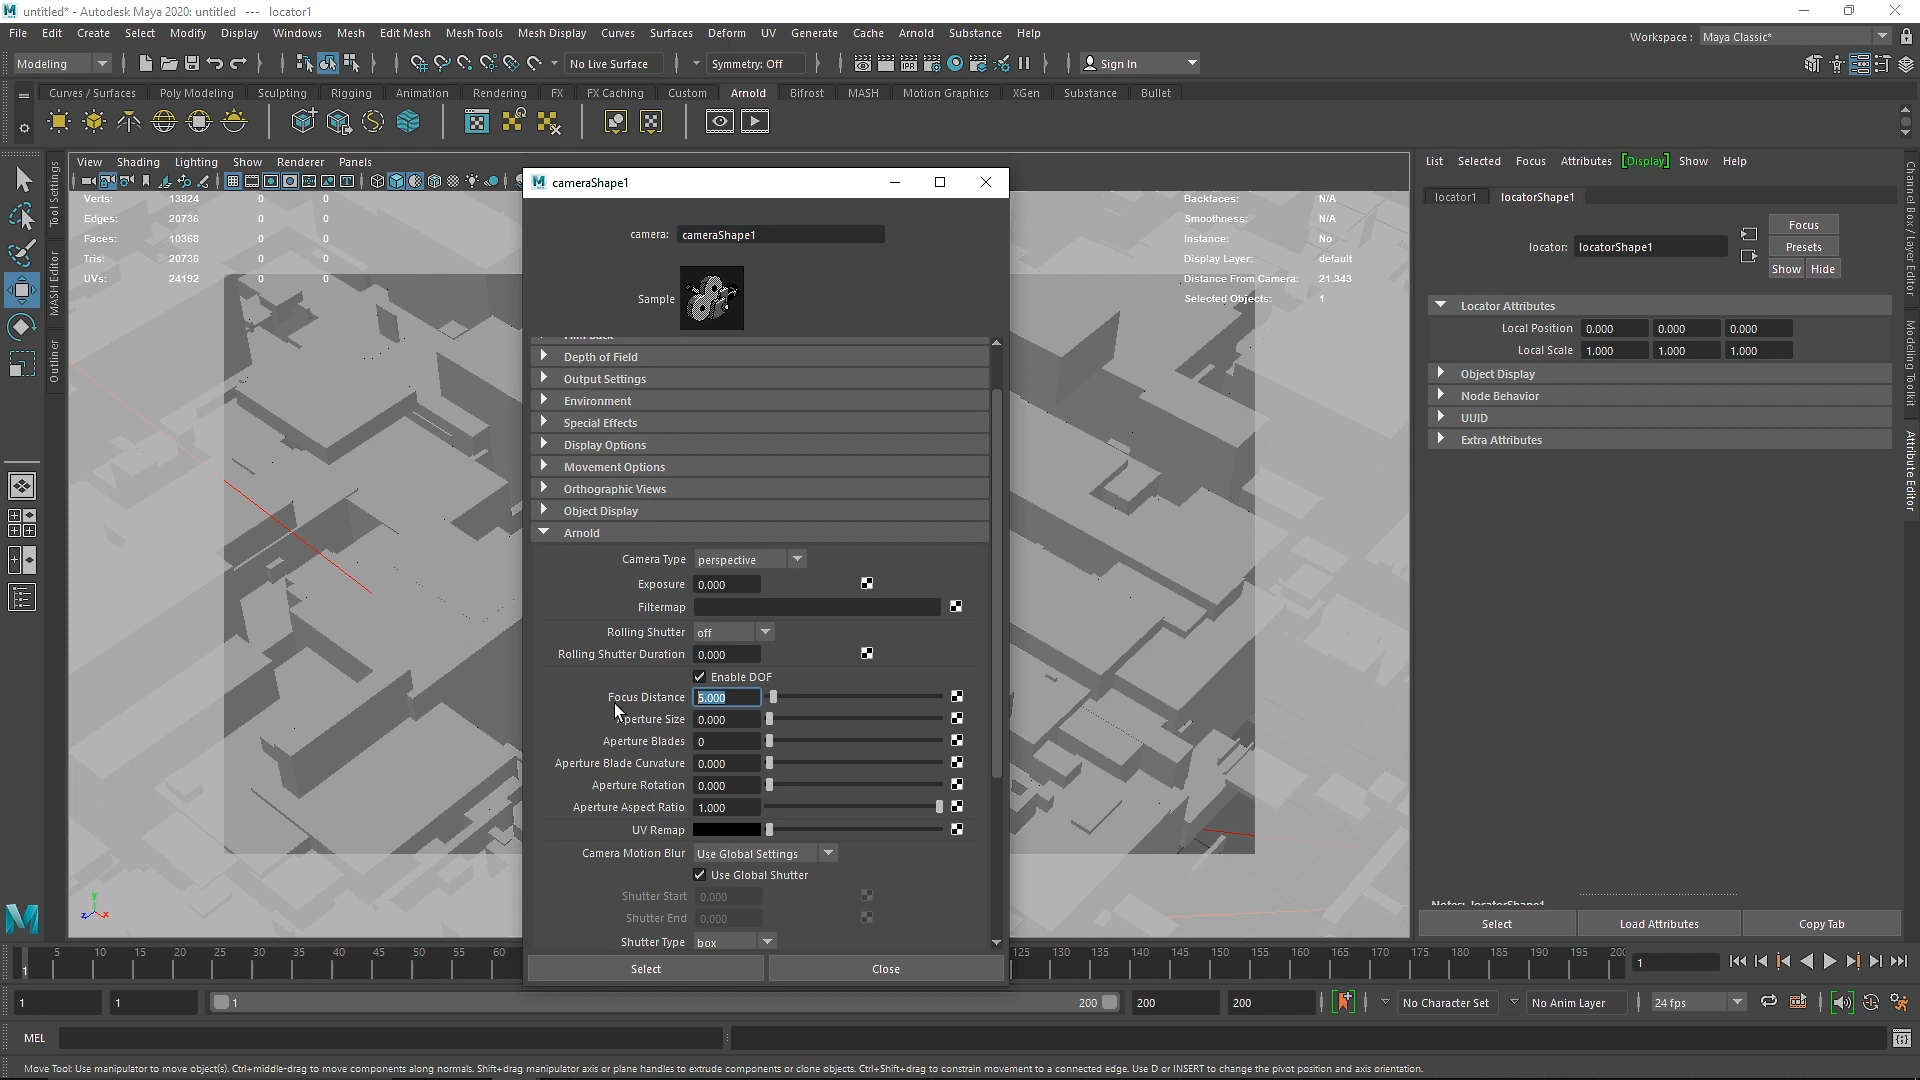 untitled* - Autodesk Maya 2020: untitled --- locator1
File Edit Create Select Modify Display Windows Mesh Edit Mesh Mesh Tools Mesh Display Curves Surfaces Deform UV Generate Cache Arnold Substance Help
Workspace : Maya Classic*
Modeling No Live Surface Symmetry: Off Sign In
Curves / Surfaces Poly Modeling Sculpting Rigging Animation Rendering FX FX Caching Custom Arnold Bifrost MASH Motion Graphics XGen Substance Bullet
IPR
View Shading Lighting Show Renderer Panels
Tool Settings
MASH Editor
Outliner
Verts: 13824 0 0
Edges: 20736 0 0
Faces: 10368 0 0
Tris: 20736 0 0
UVs: 24192 0 0
Backfaces: N/A
Smoothness: N/A
Instance: No
Display Layer: default
Distance From Camera: 21.343
Selected Objects: 1
cameraShape1
camera: cameraShape1
Sample
Depth of Field
Output Settings
Environment
Special Effects
Display Options
Movement Options
Orthographic Views
Object Display
Arnold
Camera Type perspective
Exposure 0.000
Filtermap
Rolling Shutter off
Rolling Shutter Duration 0.000
Enable DOF
Focus Distance 5.000
Aperture Size 0.000
Aperture Blades 0
Aperture Blade Curvature 0.000
Aperture Rotation 0.000
Aperture Aspect Ratio 1.000
UV Remap
Camera Motion Blur Use Global Settings
Use Global Shutter
Shutter Start 0.000
Shutter End 0.000
Shutter Type box
Select Close
List Selected Focus Attributes [Display] Show Help
locator1 locatorShape1
locator: locatorShape1
Focus
Presets
Show Hide
Locator Attributes
Local Position 0.000 0.000 0.000
Local Scale 1.000 1.000 1.000
Object Display
Node Behavior
UUID
Extra Attributes
Notes: locatorShape1
Select Load Attributes Copy Tab
Channel Box / Layer Editor
Modeling Toolkit
Attribute Editor
z x y
1 5 10 15 20 25 30 35 40 45 50 55 60 125 130 135 140 145 150 155 160 165 170 175 180 185 190 195 200 1
1 1 1 200 200 200 No Character Set No Anim Layer 24 fps
MEL
Move Tool: Use manipulator to move object(s). Ctrl+middle-drag to move components along normals. Shift+drag manipulator axis or plane handles to extrude components or clone objects. Ctrl+Shift+drag to constrain movement to a connected edge. Use D or INSERT to change the pivot position and axis orientation.